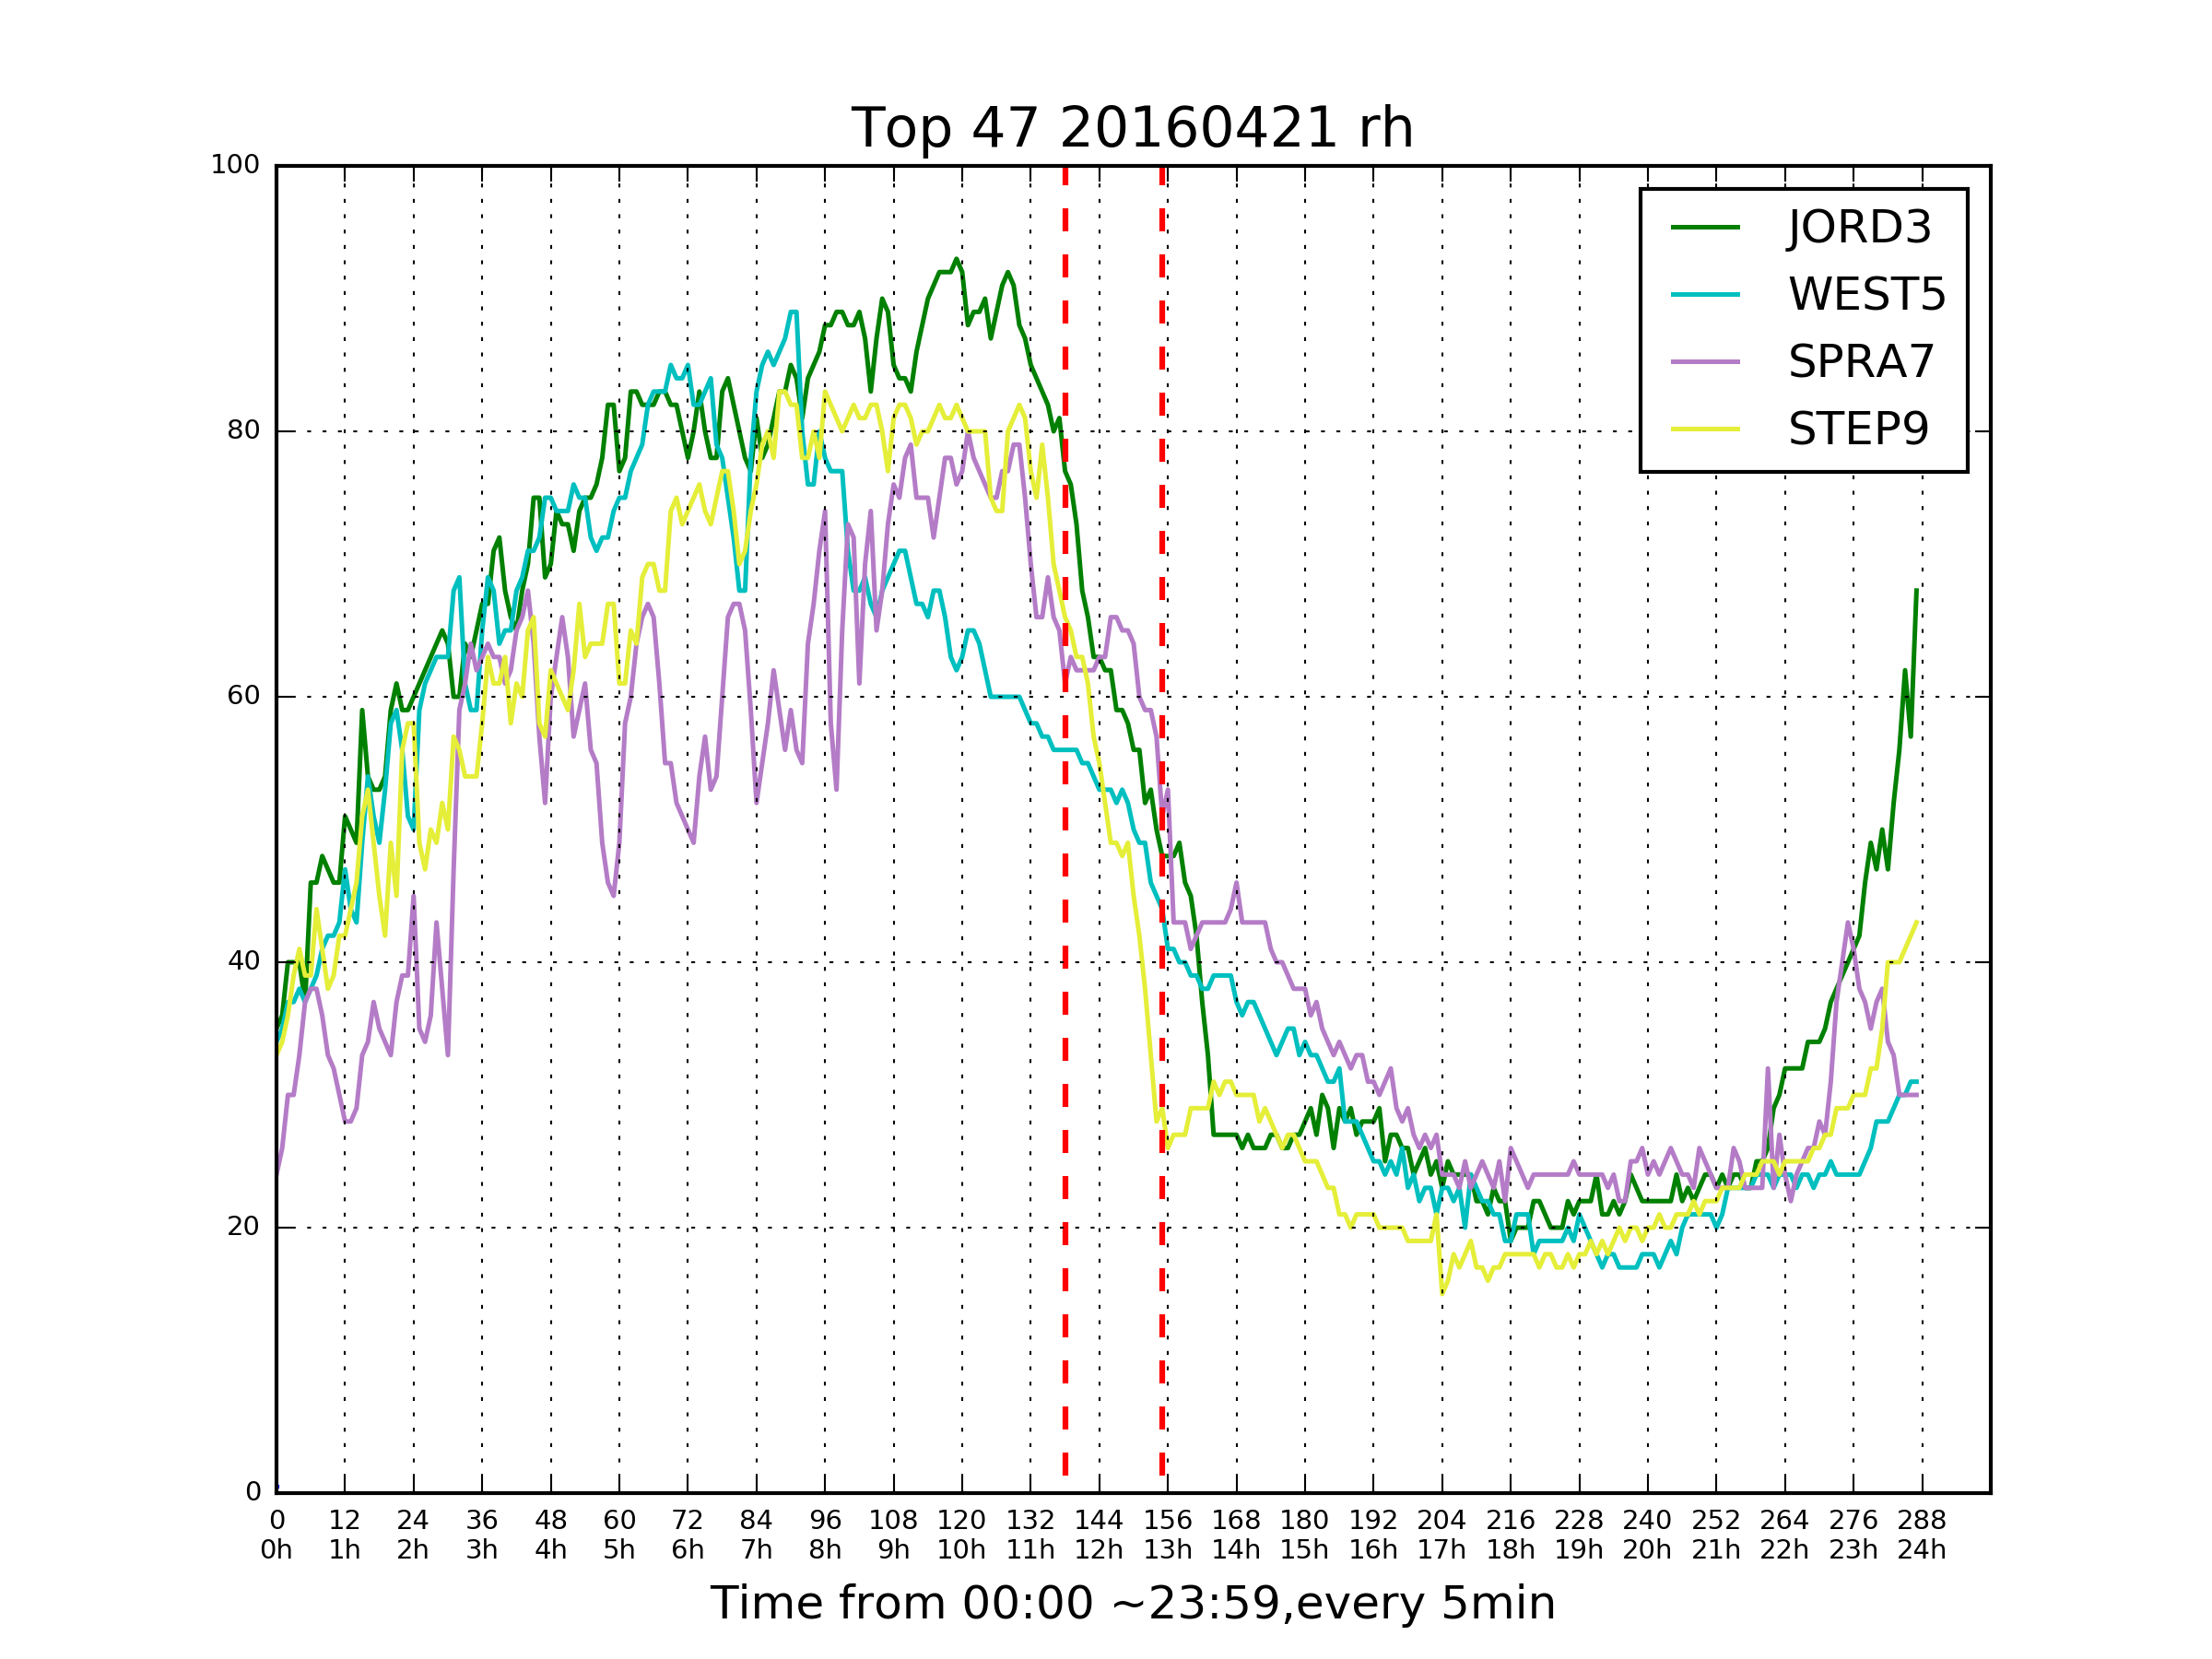 Top 47 20160421 rh
100
80
60
40
20
0
JORD3
WEST5
SPRA7
STEP9
0 12 24 36 48 60 72 84 96 108 120 132 144 156 168 180 192 204 216 228 240 252 264 276 288
0h 1h 2h 3h 4h 5h 6h 7h 8h 9h 10h 11h 12h 13h 14h 15h 16h 17h 18h 19h 20h 21h 22h 23h 24h
Time from 00:00 ~23:59,every 5min